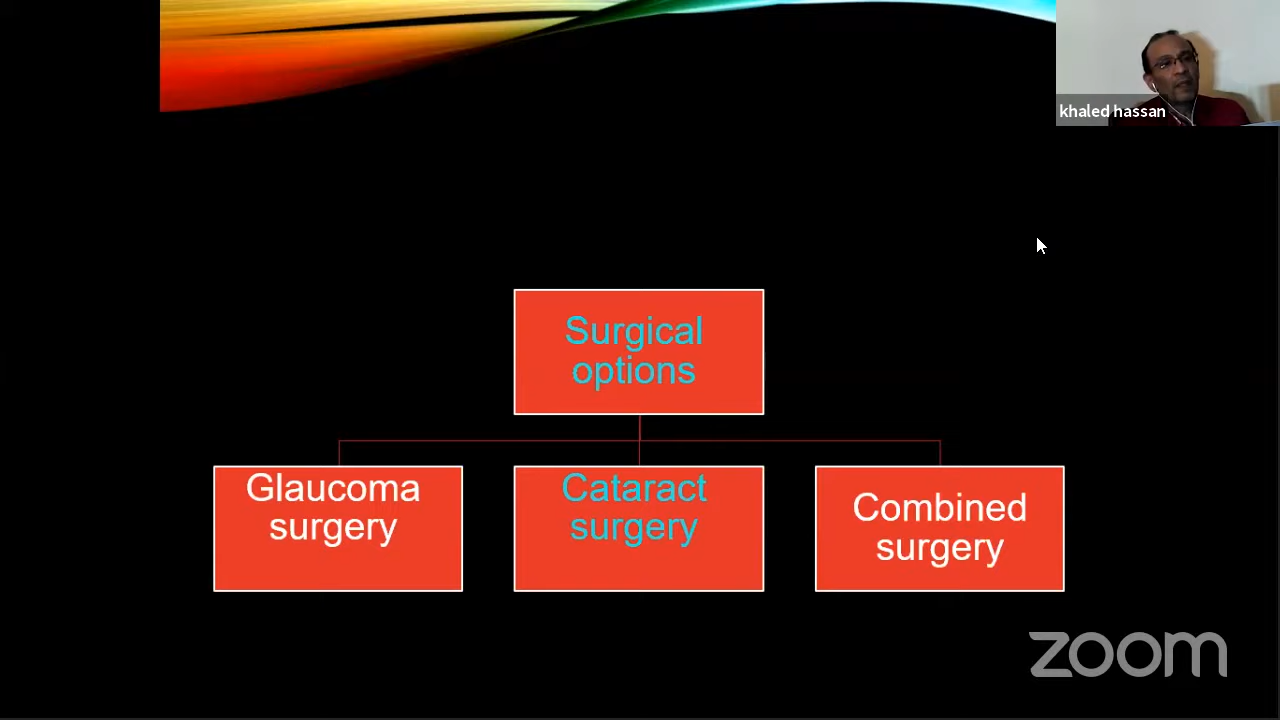 khaled hassan
Surgical
options
Glaucoma
surgery
Cataract
surgery
Combined
surgery
zoom